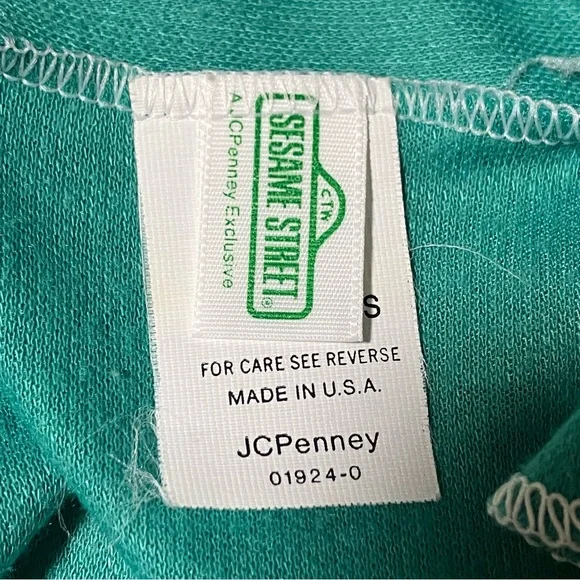 CTW
SESAME STREET®
A JCPenney Exclusive
S
FOR CARE SEE REVERSE
MADE IN U.S.A.
JCPenney
01924-0